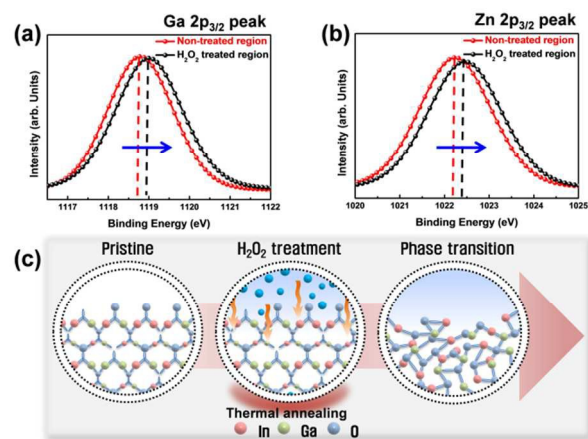 (a)
Ga 2p3/2 peak
Non-treated region
H2O2 treated region
Intensity (arb. Units)
1117 1118 1119 1120 1121 1122
Binding Energy (eV)
(b)
Zn 2p3/2 peak
Non-treated region
H2O2 treated region
Intensity (arb. Units)
1020 1021 1022 1023 1024 1025
Binding Energy (eV)
(c)
Pristine
H2O2 treatment
Phase transition
Thermal annealing
In Ga O